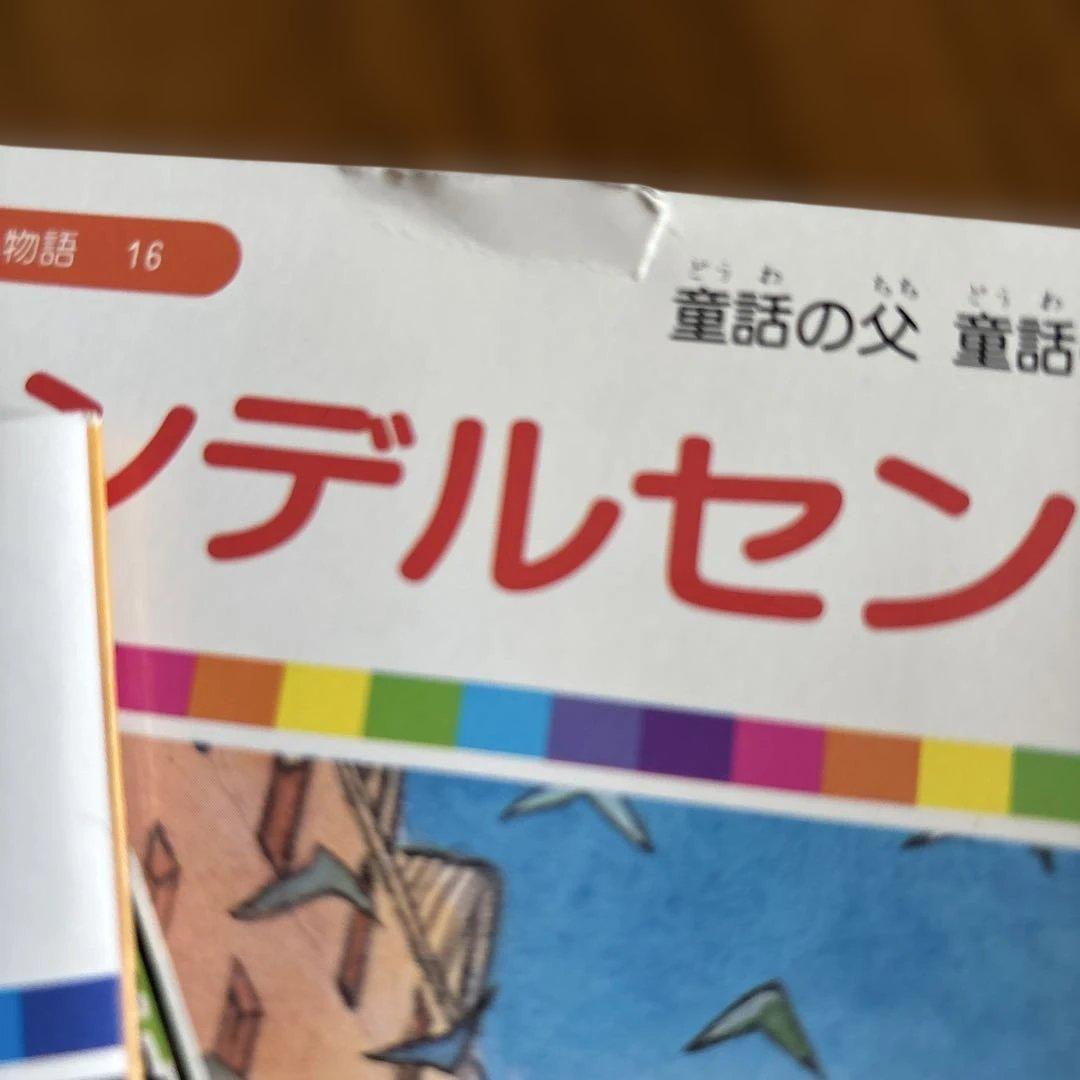 物語 16
どう わ ちち どう わ
童話の父 童話
ンデルセン